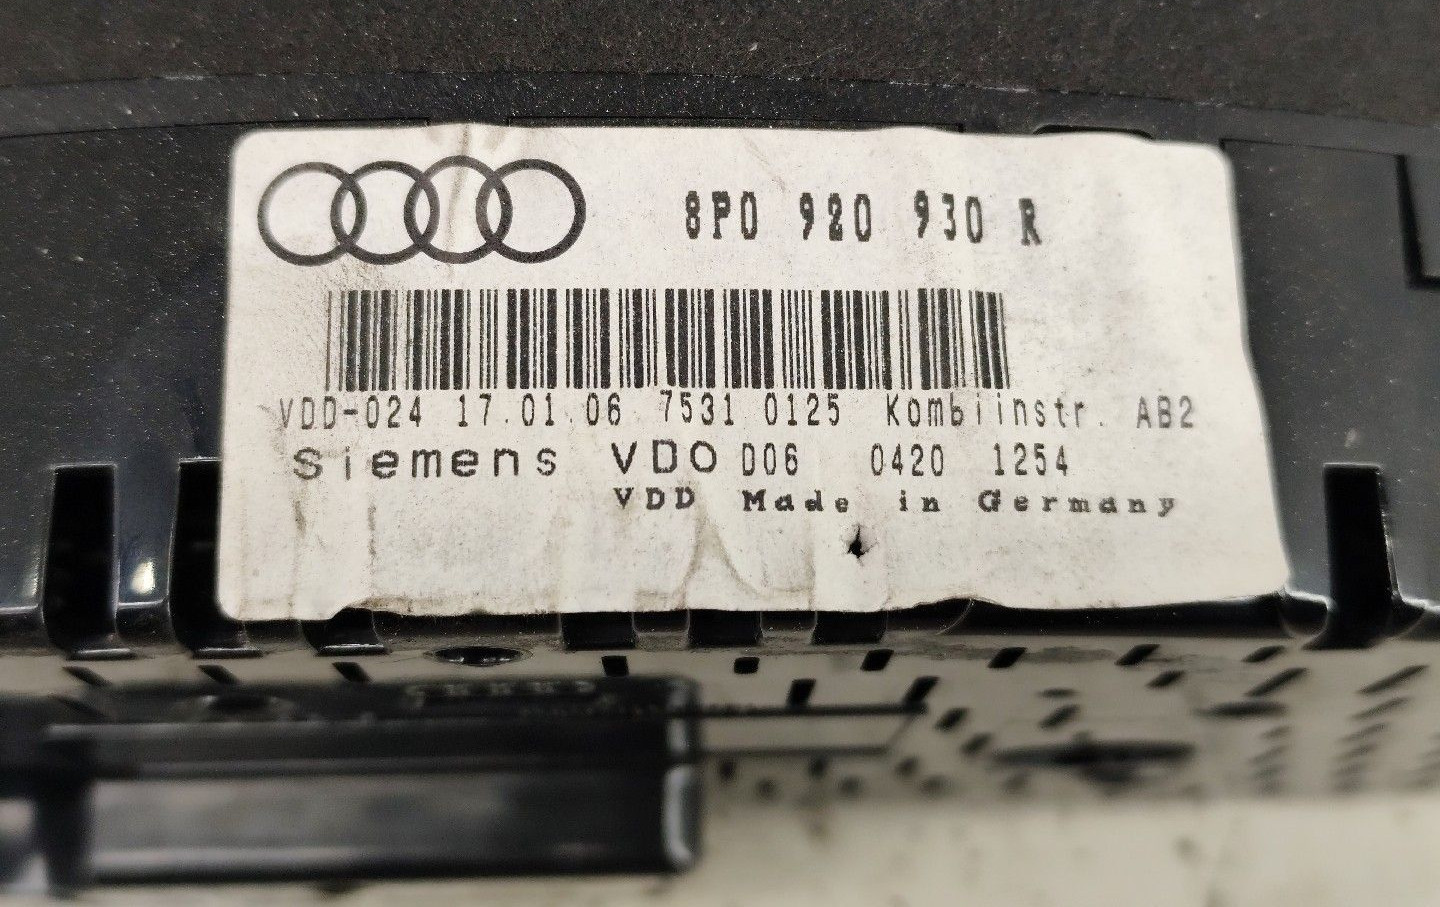 8P0 920 930 R
VDD-024 17.01.06 7531 0125 Kombiinstr. AB2
Siemens VDO D06 0420 1254
VDD Made in Germany